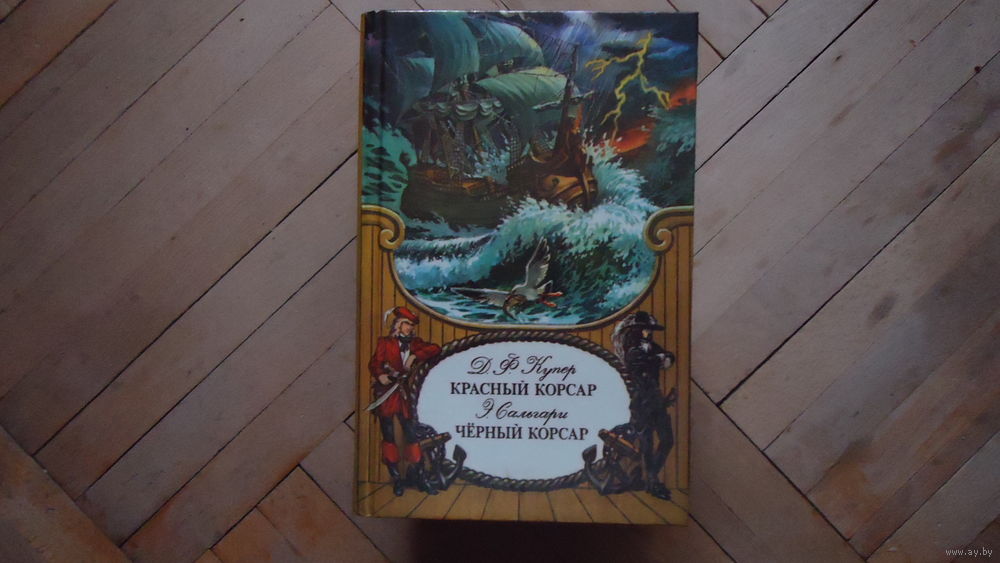 Д. Ф. Купер
КРАСНЫЙ КОРСАР
Э. Сальгари
ЧЁРНЫЙ КОРСАР
www.ay.by